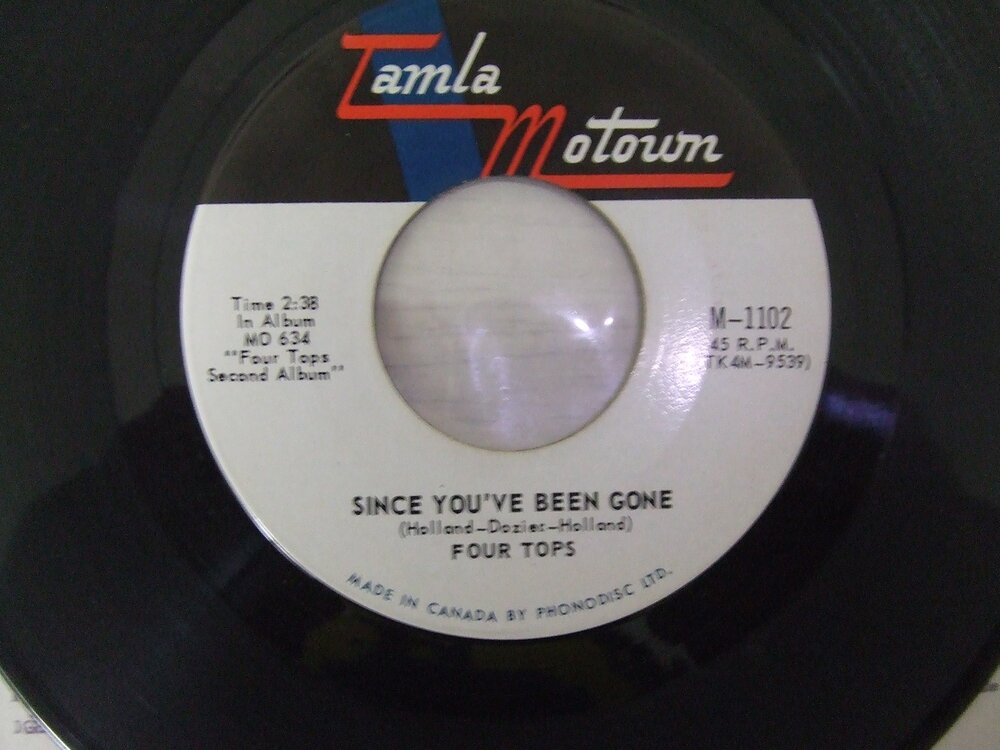 Tamla
Motown
Time 2:38
In Album
MO 634
"Four Tops
Second Album"
M-1102
45 R.P.M.
TK4M-9539)
SINCE YOU'VE BEEN GONE
(Holland-Dozier-Holland)
FOUR TOPS
MADE IN CANADA BY PHONODISC LTD.